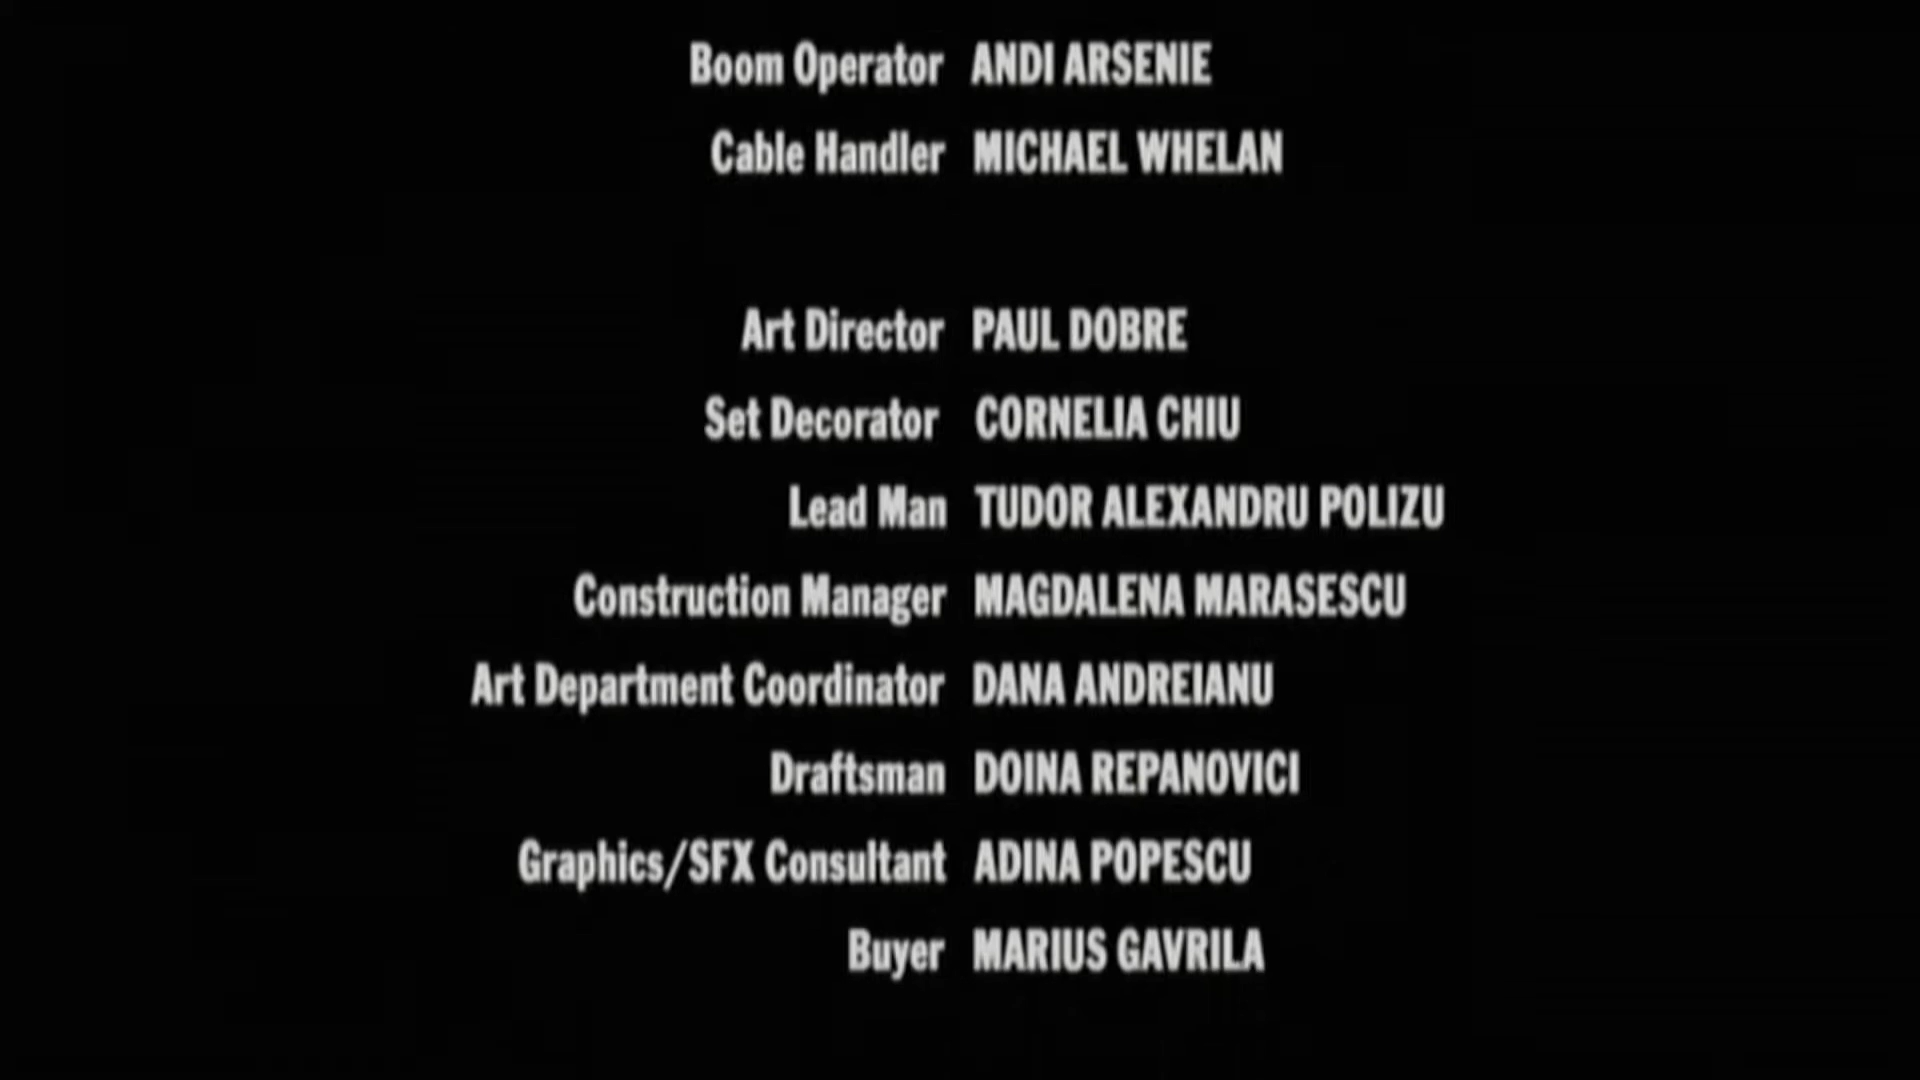 Boom Operator ANDI ARSENIE
Cable Handler MICHAEL WHELAN
Art Director PAUL DOBRE
Set Decorator CORNELIA CHIU
Lead Man TUDOR ALEXANDRU POLIZU
Construction Manager MAGDALENA MARASESCU
Art Department Coordinator DANA ANDREIANU
Draftsman DOINA REPANOVICI
Graphics/SFX Consultant ADINA POPESCU
Buyer MARIUS GAVRILA